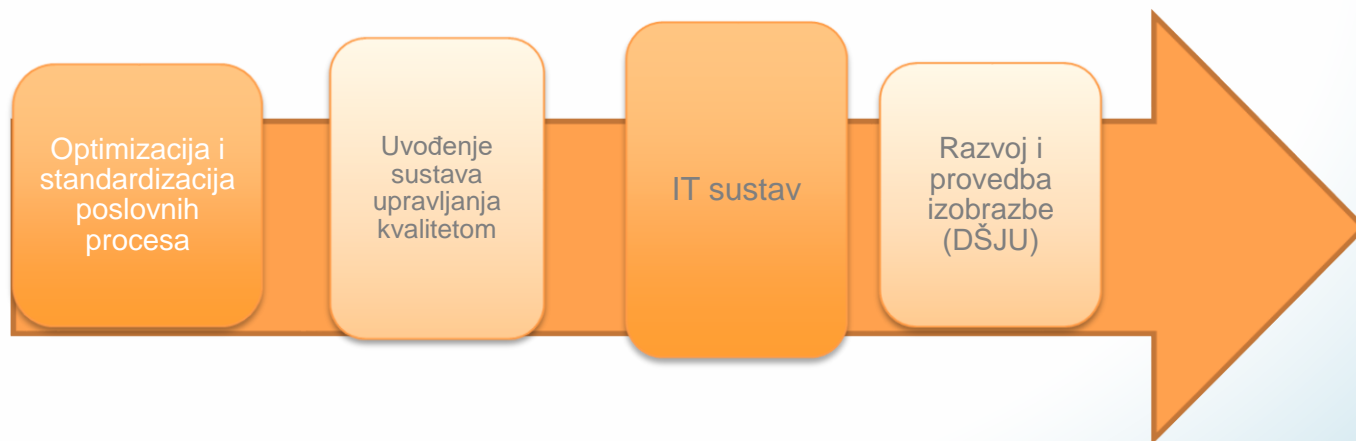 Optimizacija i
standardizacija
poslovnih
procesa
Uvođenje
sustava
upravljanja
kvalitetom
IT sustav
Razvoj i
provedba
izobrazbe
(DŠJU)